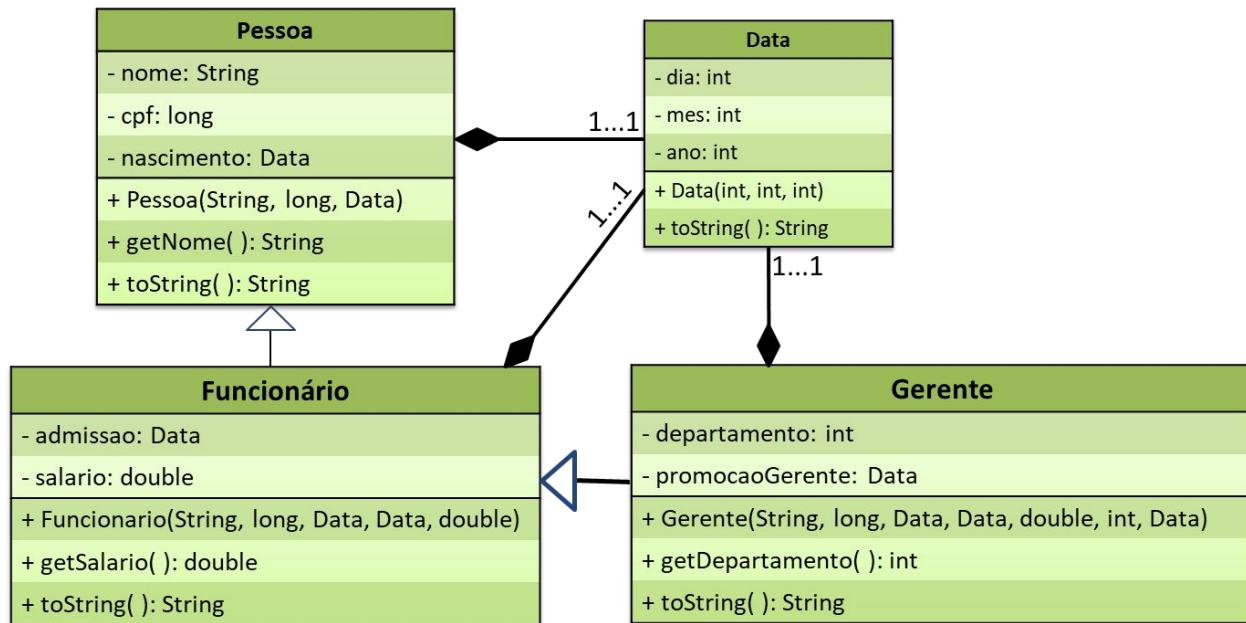 Pessoa
- nome: String
- cpf: long
- nascimento: Data
+ Pessoa(String, long, Data)
+ getNome( ): String
+ toString( ): String
Data
- dia: int
- mes: int
- ano: int
+ Data(int, int, int)
+ toString( ): String
1...1
1...1
1...1
Funcionário
- admissao: Data
- salario: double
+ Funcionario(String, long, Data, Data, double)
+ getSalario( ): double
+ toString( ): String
Gerente
- departamento: int
- promocaoGerente: Data
+ Gerente(String, long, Data, Data, double, int, Data)
+ getDepartamento( ): int
+ toString( ): String